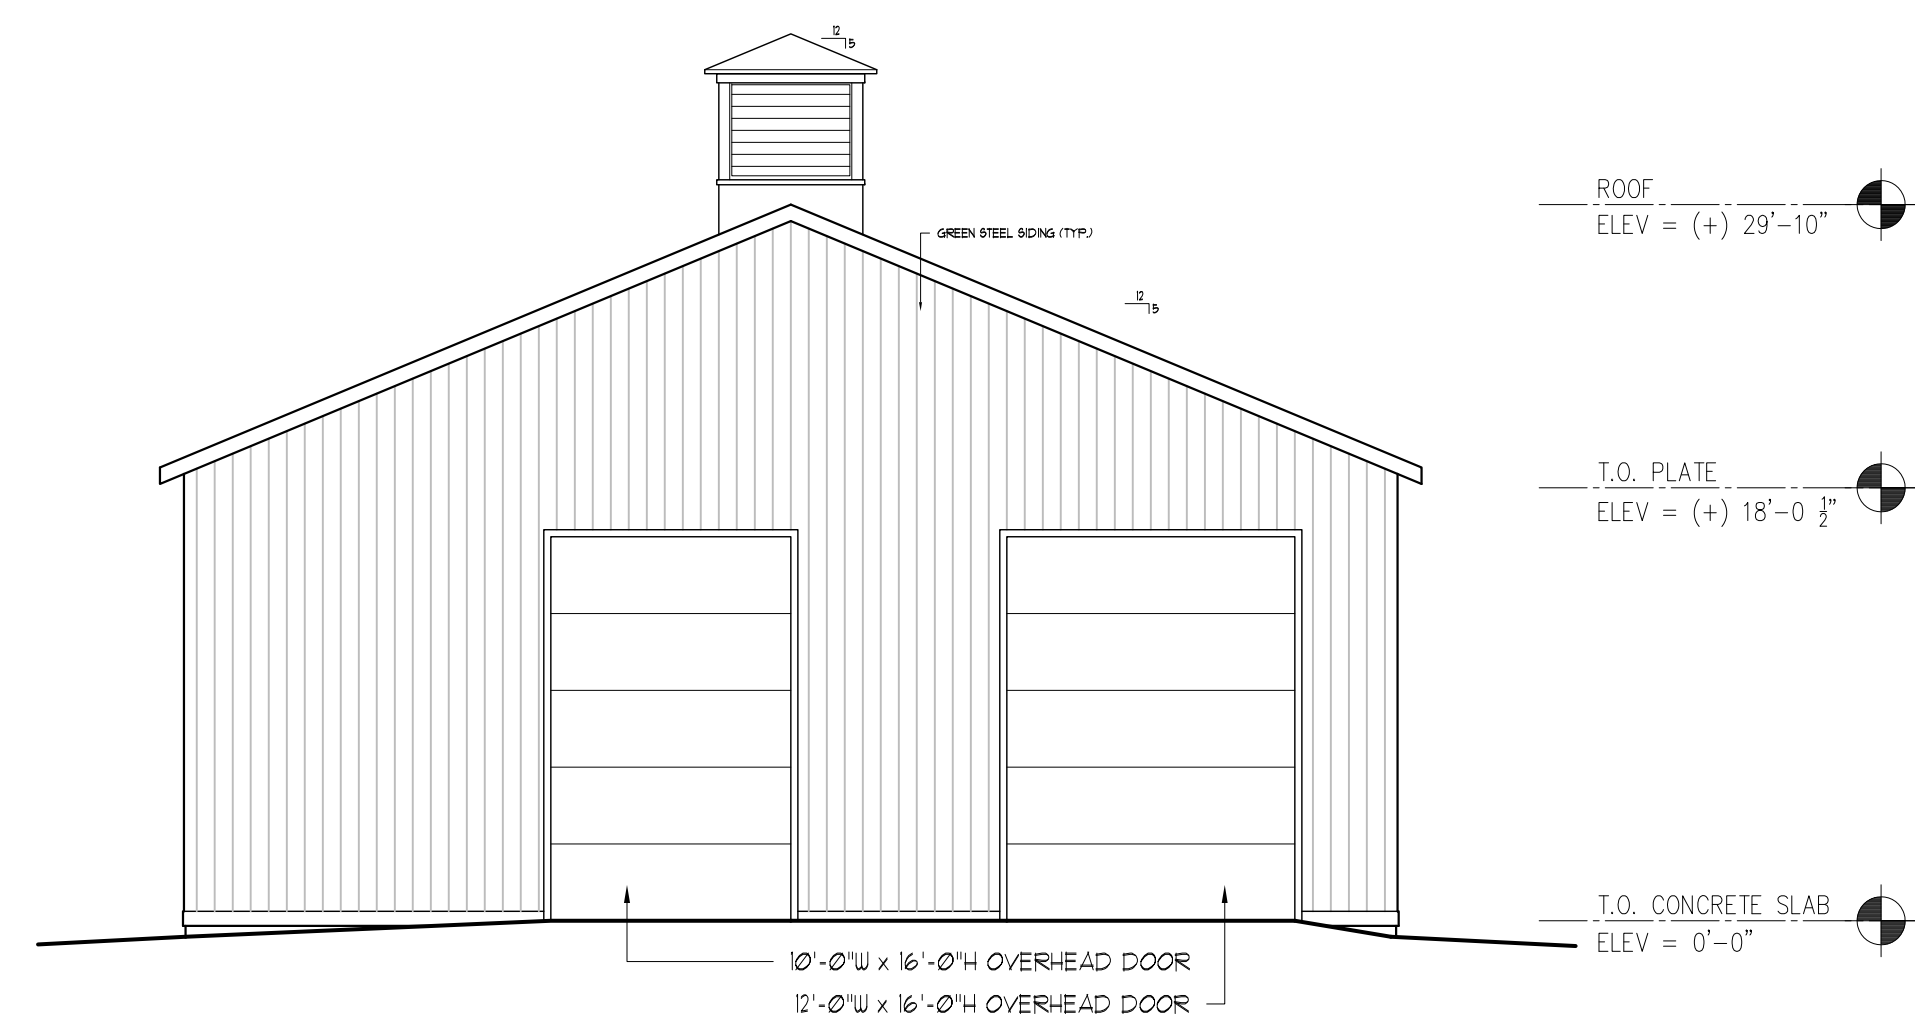 12
5
ROOF
ELEV = (+) 29'-10"
GREEN STEEL SIDING (TYP.)
12
5
T.O. PLATE
ELEV = (+) 18'-0 1/2"
T.O. CONCRETE SLAB
ELEV = 0'-0"
10'-0"W x 16'-0"H OVERHEAD DOOR
12'-0"W x 16'-0"H OVERHEAD DOOR